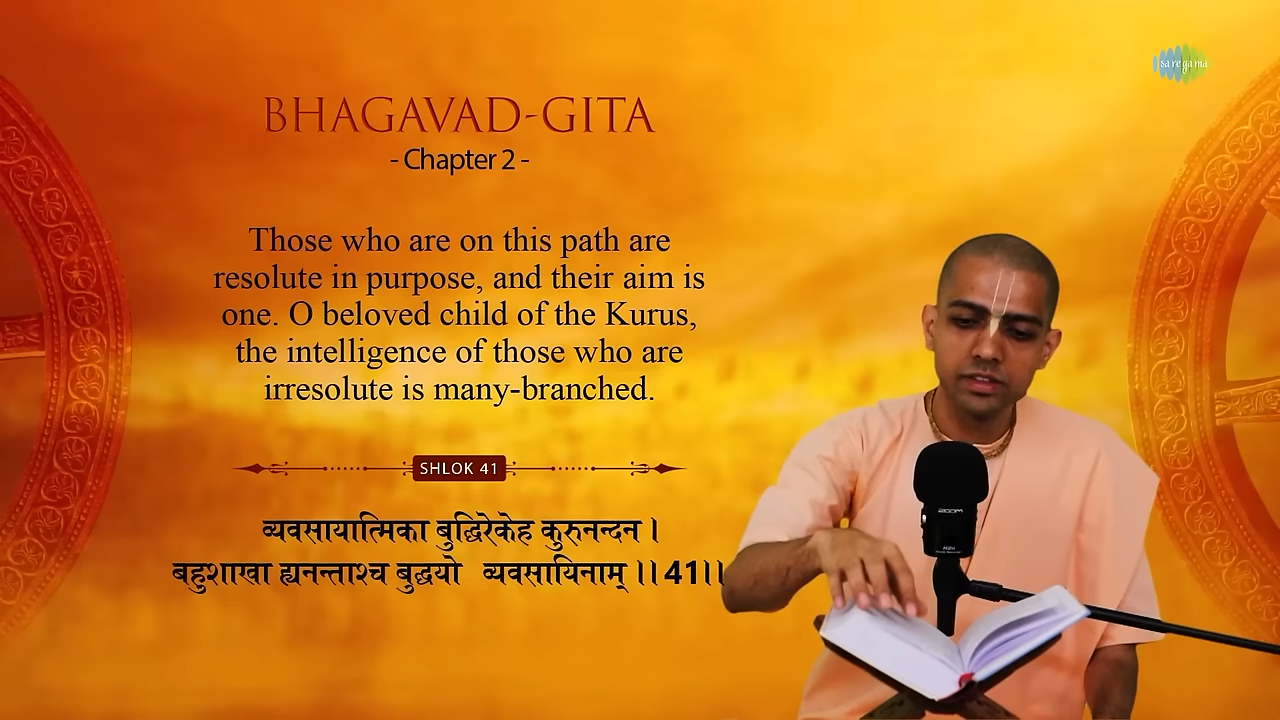 saregama
BHAGAVAD-GITA
- Chapter 2 -
Those who are on this path are
resolute in purpose, and their aim is
one. O beloved child of the Kurus,
the intelligence of those who are
irresolute is many-branched.
SHLOK 41
व्यवसायात्मिका बुद्धिरेकेह कुरुनन्दन ।
बहुशाखा ह्यनन्ताश्च बुद्धयो व्यवसायिनाम् ।। 41।।
zoom